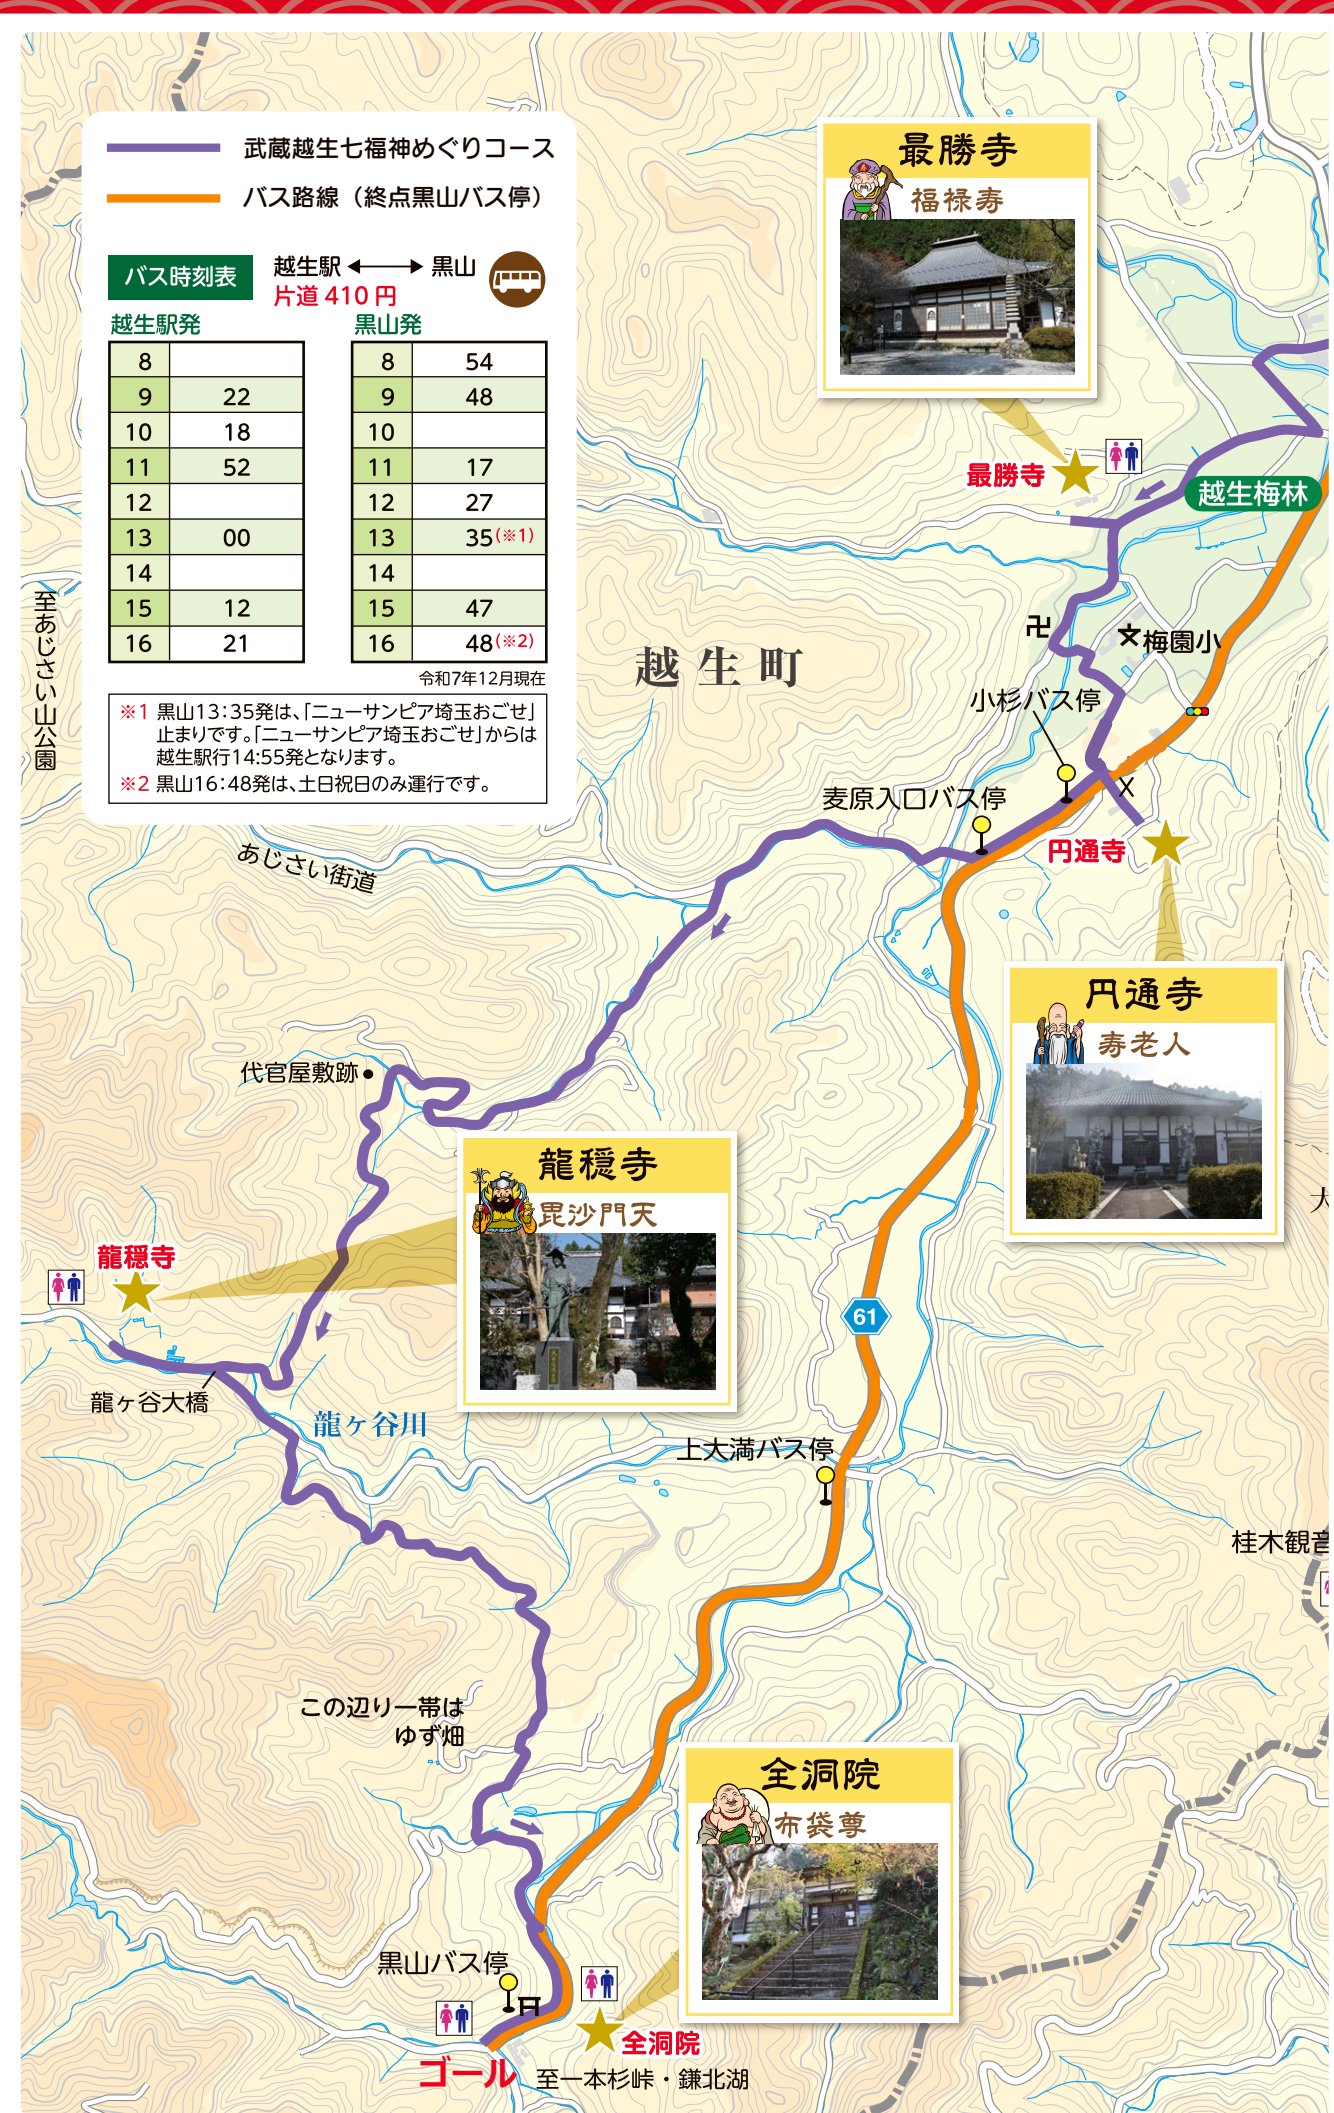 武蔵越生七福神めぐりコース
バス路線（終点黒山バス停）
バス時刻表
越生駅 ⟷ 黒山
片道 410 円
越生駅発
8
9 22
10 18
11 52
12
13 00
14
15 12
16 21
黒山発
8 54
9 48
10
11 17
12 27
13 35(※1)
14
15 47
16 48(※2)
令和7年12月現在
※1 黒山13：35発は、「ニューサンピア埼玉おごせ」
止まりです。「ニューサンピア埼玉おごせ」からは
越生駅行14:55発となります。
※2 黒山16：48発は、土日祝日のみ運行です。
最勝寺
福禄寿
最勝寺
越生梅林
至あじさい山公園
卍
文梅園小
越生町
小杉バス停
麦原入口バス停
X
円通寺
あじさい街道
円通寺
寿老人
代官屋敷跡
龍穏寺
毘沙門天
大
龍穏寺
61
龍ヶ谷大橋
龍ヶ谷川
上大満バス停
桂木観音
この辺り一帯は
ゆず畑
全洞院
布袋尊
黒山バス停
全洞院
ゴール
至一本杉峠・鎌北湖